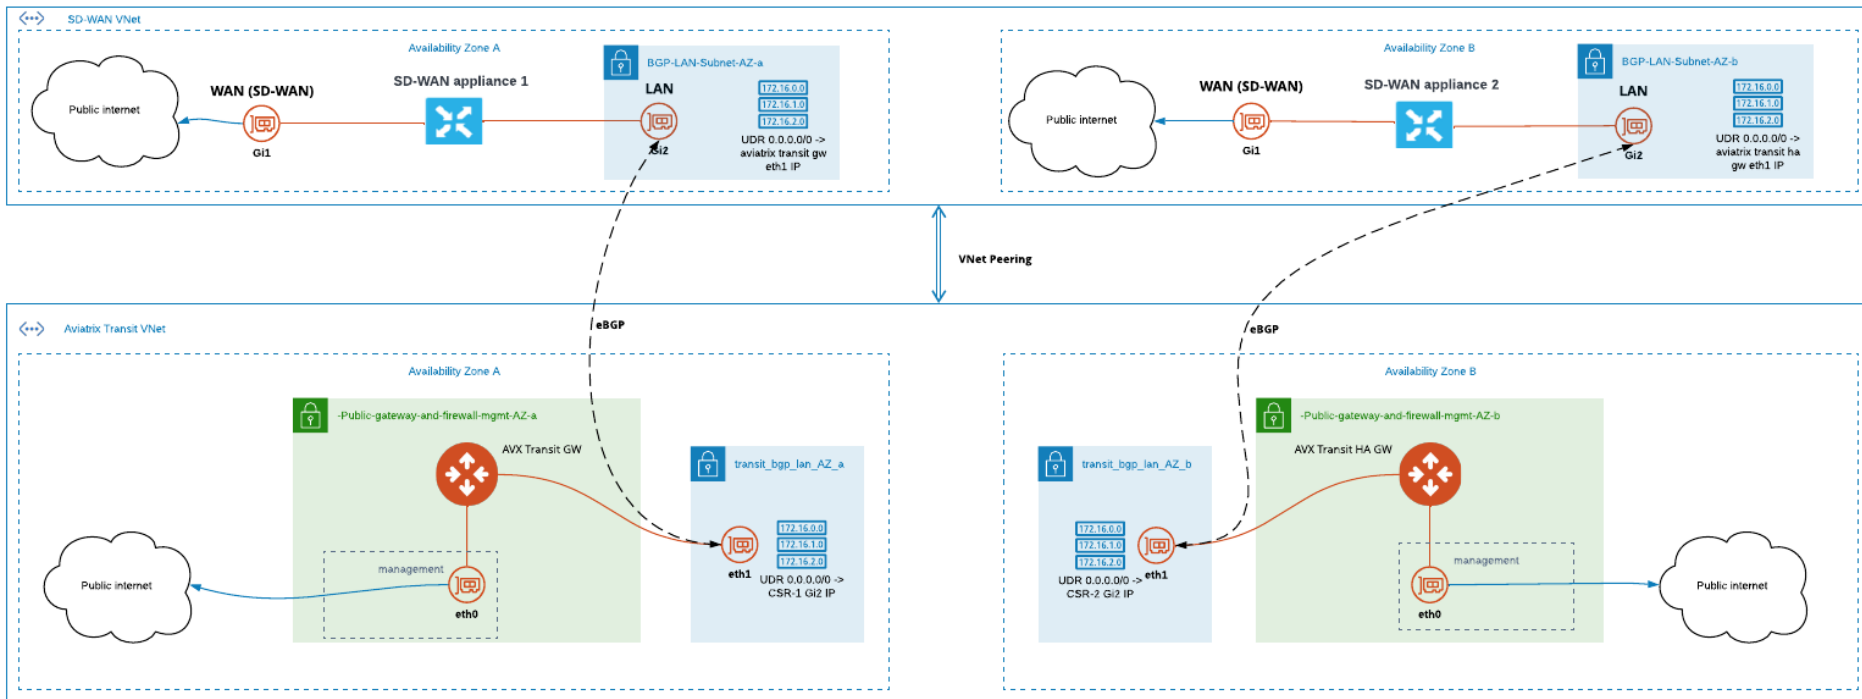 SD-WAN VNet
Availability Zone A
Public internet
WAN (SD-WAN)
Gi1
SD-WAN appliance 1
BGP-LAN-Subnet-AZ-a
LAN
Gi2
172.16.0.0
172.16.1.0
172.16.2.0
UDR 0.0.0.0/0 ->
aviatrix transit gw
eth1 IP
Availability Zone B
Public internet
WAN (SD-WAN)
Gi1
SD-WAN appliance 2
BGP-LAN-Subnet-AZ-b
LAN
Gi2
172.16.0.0
172.16.1.0
172.16.2.0
UDR 0.0.0.0/0 ->
aviatrix transit ha
gw eth1 IP
VNet Peering
eBGP
eBGP
Aviatrix Transit VNet
Availability Zone A
-Public-gateway-and-firewall-mgmt-AZ-a
AVX Transit GW
management
eth0
Public internet
transit_bgp_lan_AZ_a
eth1
172.16.0.0
172.16.1.0
172.16.2.0
UDR 0.0.0.0/0 ->
CSR-1 Gi2 IP
Availability Zone B
transit_bgp_lan_AZ_b
172.16.0.0
172.16.1.0
172.16.2.0
eth1
UDR 0.0.0.0/0 ->
CSR-2 Gi2 IP
-Public-gateway-and-firewall-mgmt-AZ-b
AVX Transit HA GW
management
eth0
Public internet